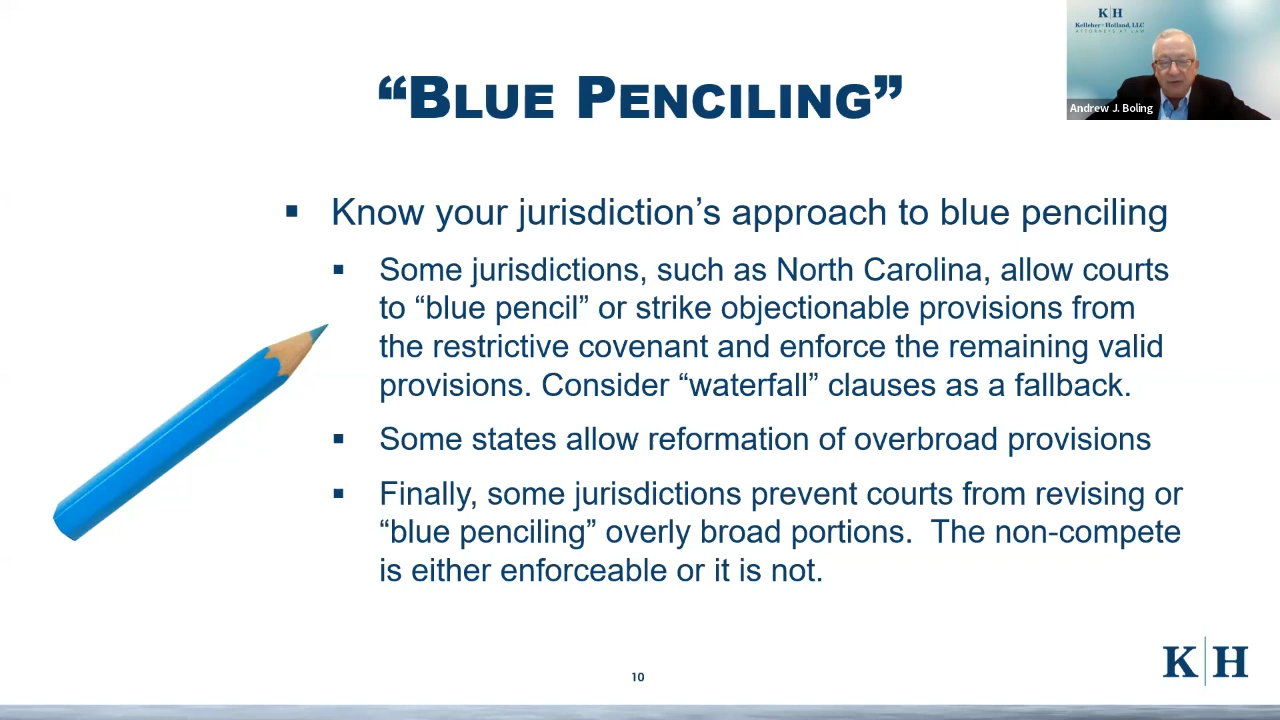 K|H
Kelleher + Holland, LLC
ATTORNEYS AT LAW
Andrew J. Boling
“BLUE PENCILING”
▪ Know your jurisdiction’s approach to blue penciling
▪ Some jurisdictions, such as North Carolina, allow courts
to “blue pencil” or strike objectionable provisions from
the restrictive covenant and enforce the remaining valid
provisions. Consider “waterfall” clauses as a fallback.
▪ Some states allow reformation of overbroad provisions
▪ Finally, some jurisdictions prevent courts from revising or
“blue penciling” overly broad portions.  The non-compete
is either enforceable or it is not.
K|H
10